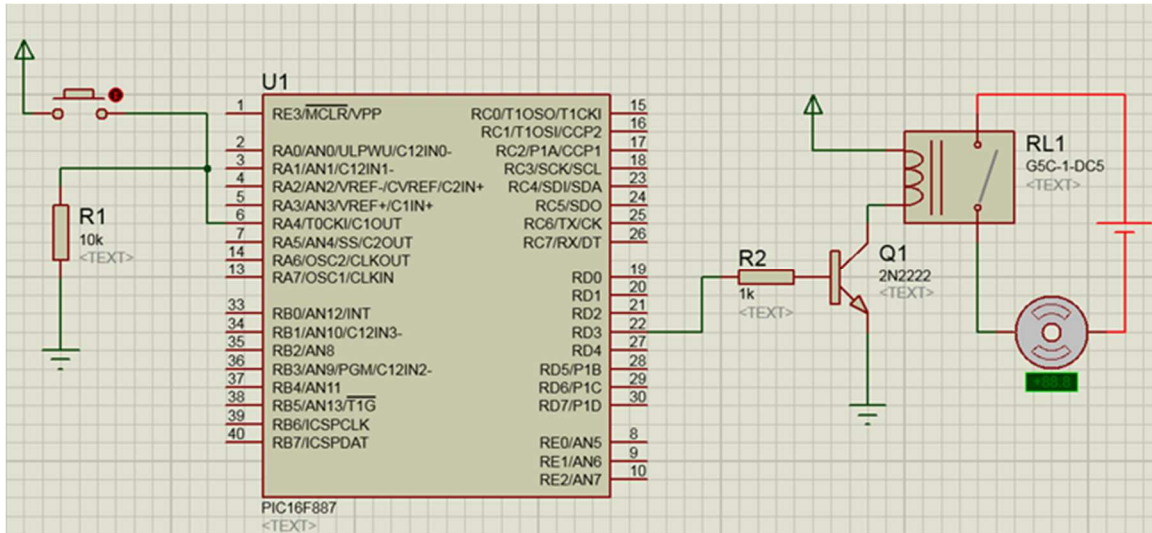 U1
1 RE3/MCLR/VPP
2 RA0/AN0/ULPWU/C12IN0-
3 RA1/AN1/C12IN1-
4 RA2/AN2/VREF-/CVREF/C2IN+
5 RA3/AN3/VREF+/C1IN+
6 RA4/T0CKI/C1OUT
7 RA5/AN4/SS/C2OUT
14 RA6/OSC2/CLKOUT
13 RA7/OSC1/CLKIN
33 RB0/AN12/INT
34 RB1/AN10/C12IN3-
35 RB2/AN8
36 RB3/AN9/PGM/C12IN2-
37 RB4/AN11
38 RB5/AN13/T1G
39 RB6/ICSPCLK
40 RB7/ICSPDAT
RC0/T1OSO/T1CKI 15
RC1/T1OSI/CCP2 16
RC2/P1A/CCP1 17
RC3/SCK/SCL 18
RC4/SDI/SDA 23
RC5/SDO 24
RC6/TX/CK 25
RC7/RX/DT 26
RD0 19
RD1 20
RD2 21
RD3 22
RD4 27
RD5/P1B 28
RD6/P1C 29
RD7/P1D 30
RE0/AN5 8
RE1/AN6 9
RE2/AN7 10
PIC16F887
<TEXT>
R1
10k
<TEXT>
R2
1k
<TEXT>
Q1
2N2222
<TEXT>
RL1
G5C-1-DC5
<TEXT>
+88.8